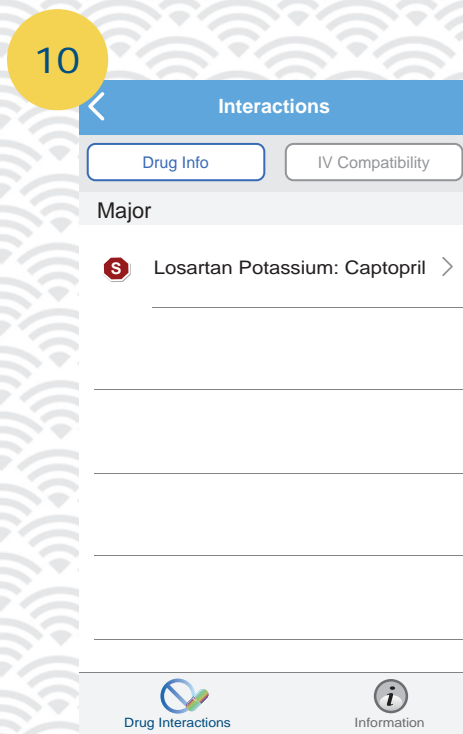 10
Interactions
Drug Info
IV Compatibility
Major
S
Losartan Potassium: Captopril
Drug Interactions
i
Information